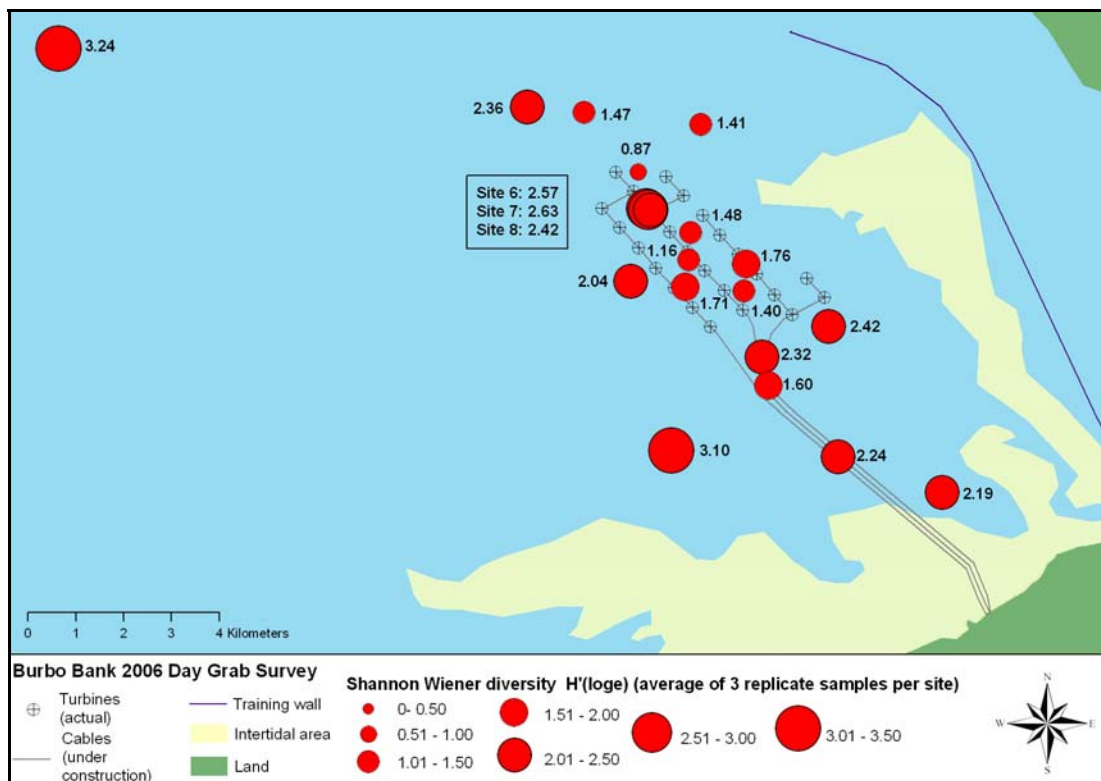 3.24
2.36
1.47
1.41
0.87
Site 6: 2.57
Site 7: 2.63
Site 8: 2.42
1.48
1.16
1.76
2.04
1.71
1.40
2.42
2.32
1.60
3.10
2.24
2.19
0 1 2 3 4 Kilometers
Burbo Bank 2006 Day Grab Survey
Turbines
(actual)
Cables
(under
construction)
Training wall
Intertidal area
Land
Shannon Wiener diversity H'(loge) (average of 3 replicate samples per site)
0- 0.50
0.51 - 1.00
1.01 - 1.50
1.51 - 2.00
2.01 - 2.50
2.51 - 3.00
3.01 - 3.50
N
W E
S